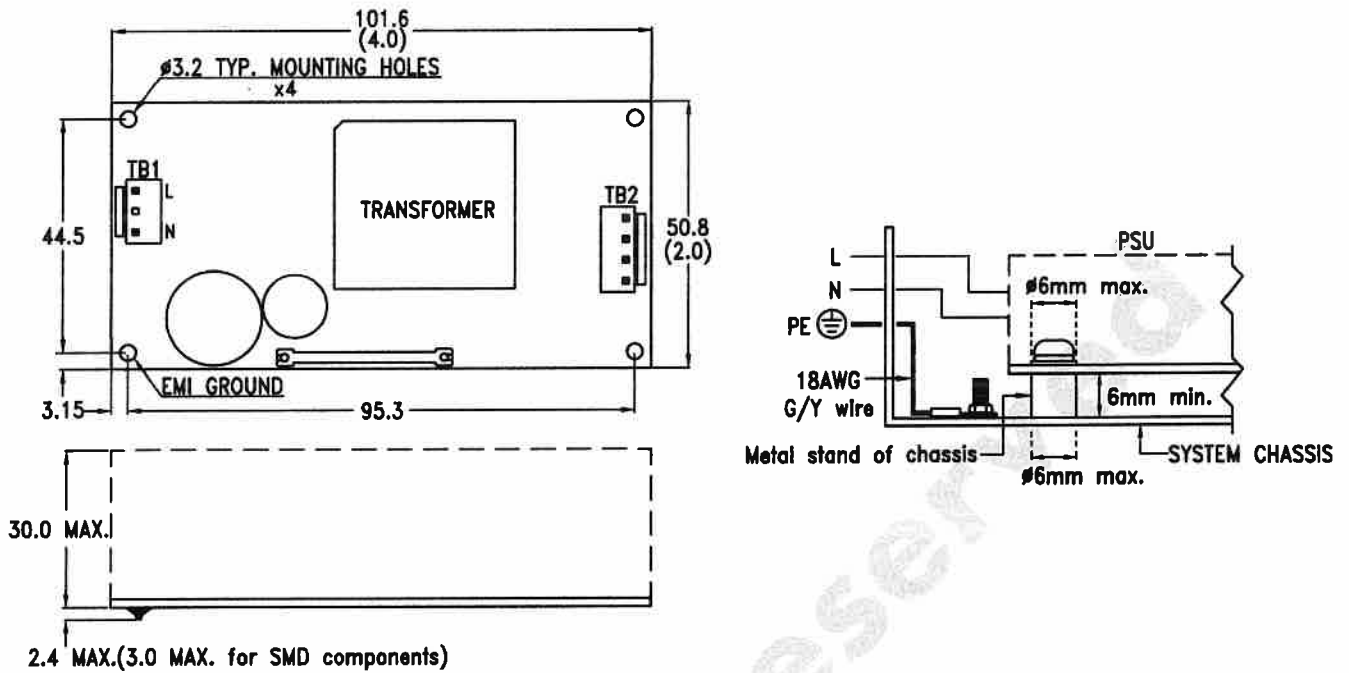 101.6
(4.0)
ø3.2 TYP. MOUNTING HOLES
x4
TB1
L
N
TRANSFORMER
TB2
44.5
50.8
(2.0)
EMI GROUND
3.15
95.3
30.0 MAX.
2.4 MAX.(3.0 MAX. for SMD components)
PSU
L
N
PE
ø6mm max.
18AWG
G/Y wire
6mm min.
Metal stand of chassis
SYSTEM CHASSIS
ø6mm max.